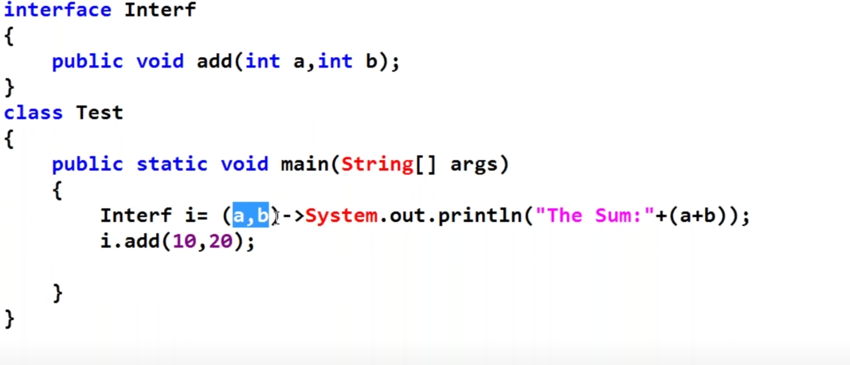 interface Interf
{
    public void add(int a,int b);
}
class Test
{
    public static void main(String[] args)
    {
        Interf i= (a,b)->System.out.println("The Sum:"+(a+b));
        i.add(10,20);
    }
}